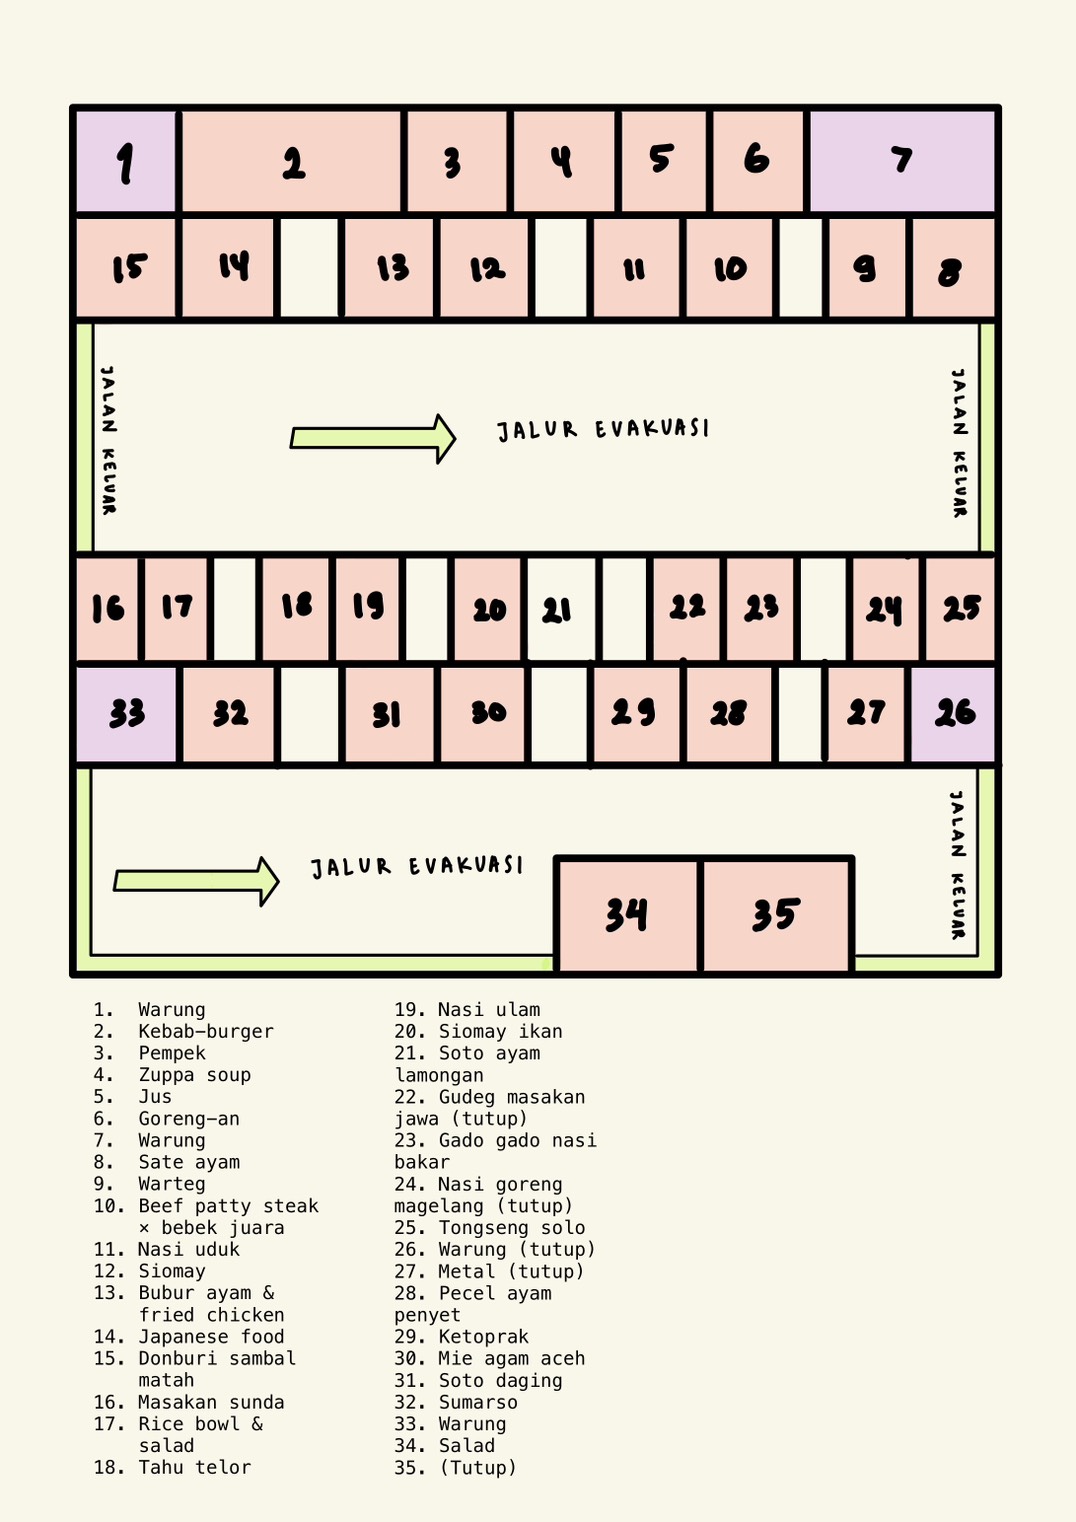 1 2 3 4 5 6 7
15 14 13 12 11 10 9 8
JALAN KELUAR
JALUR EVAKUASI
JALAN KELUAR
16 17 18 19 20 21 22 23 24 25
33 32 31 30 29 28 27 26
JALUR EVAKUASI
JALAN KELUAR
34 35
1. Warung
2. Kebab-burger
3. Pempek
4. Zuppa soup
5. Jus
6. Goreng-an
7. Warung
8. Sate ayam
9. Warteg
10. Beef patty steak
× bebek juara
11. Nasi uduk
12. Siomay
13. Bubur ayam &
fried chicken
14. Japanese food
15. Donburi sambal
matah
16. Masakan sunda
17. Rice bowl &
salad
18. Tahu telor
19. Nasi ulam
20. Siomay ikan
21. Soto ayam
lamongan
22. Gudeg masakan
jawa (tutup)
23. Gado gado nasi
bakar
24. Nasi goreng
magelang (tutup)
25. Tongseng solo
26. Warung (tutup)
27. Metal (tutup)
28. Pecel ayam
penyet
29. Ketoprak
30. Mie agam aceh
31. Soto daging
32. Sumarso
33. Warung
34. Salad
35. (Tutup)